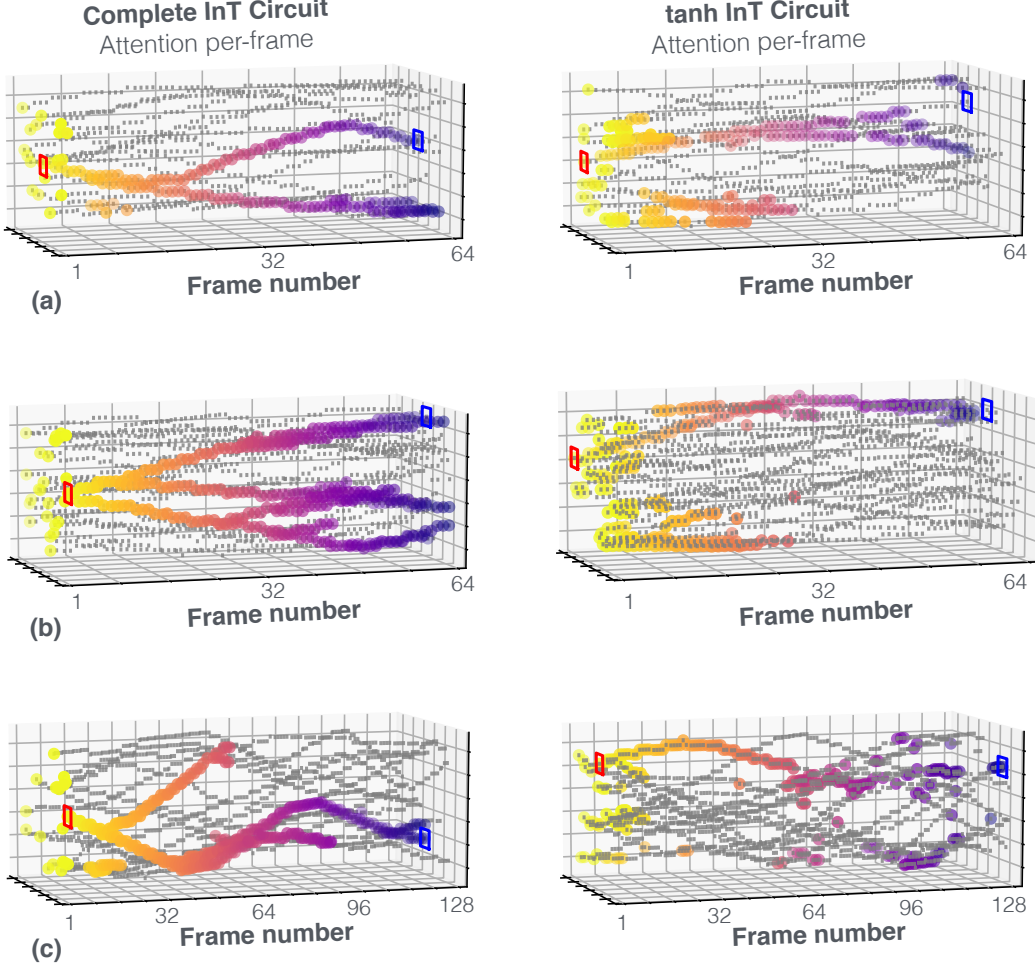 Complete InT Circuit
Attention per-frame
tanh InT Circuit
Attention per-frame
1 32 64
Frame number
1 32 64
Frame number
(a)
1 32 64
Frame number
1 32 64
Frame number
(b)
1 32 64 96 128
Frame number
1 32 64 96 128
Frame number
(c)